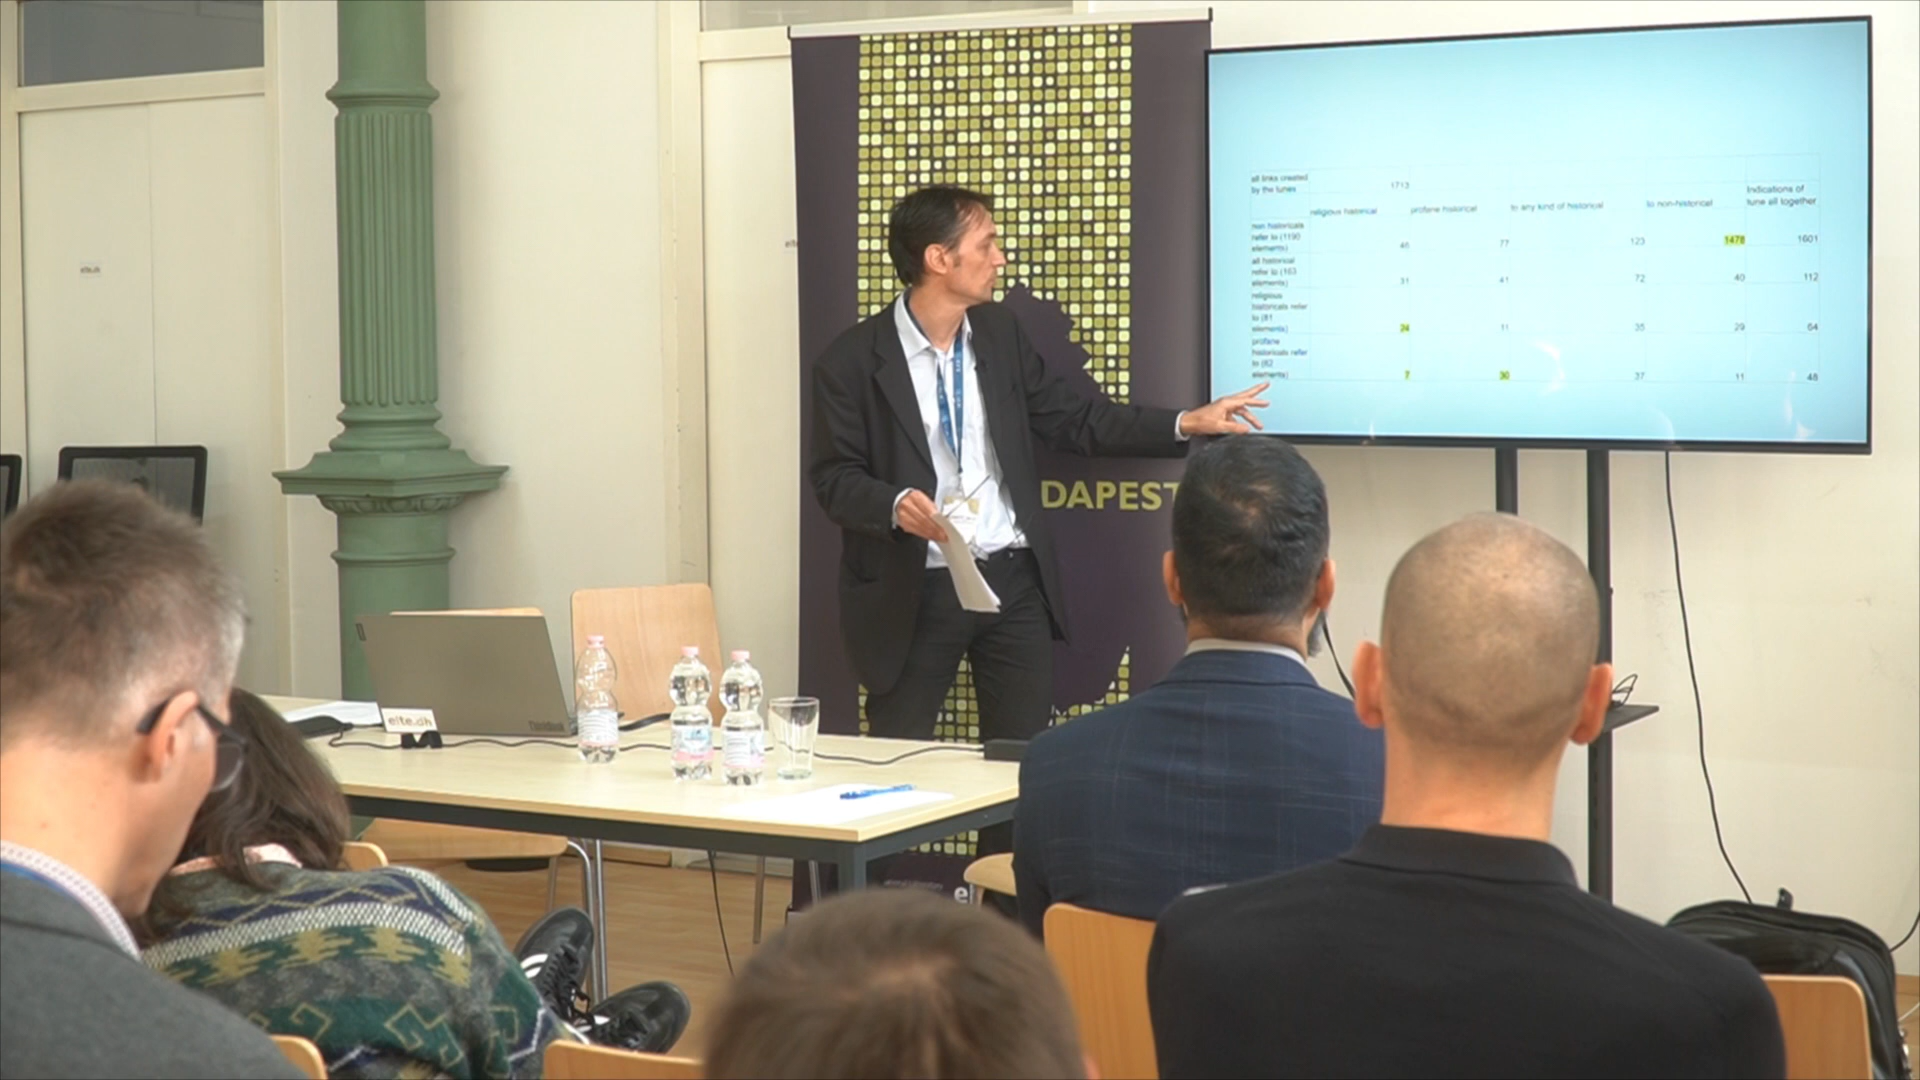 all links created
by the tunes
1713
religious historical
profane historical
to any kind of historical
to non-historical
Indications of
tune all together
non historicals
refer to (1190
elements)
46
77
123
1478
1601
all historical
refer to (163
elements)
31
41
72
40
112
religious
historicals refer
to (81
elements)
24
11
35
29
64
profane
historicals refer
to (82
elements)
7
30
37
11
48
DAPEST
elte.dh
elte.dh
ThinkBook